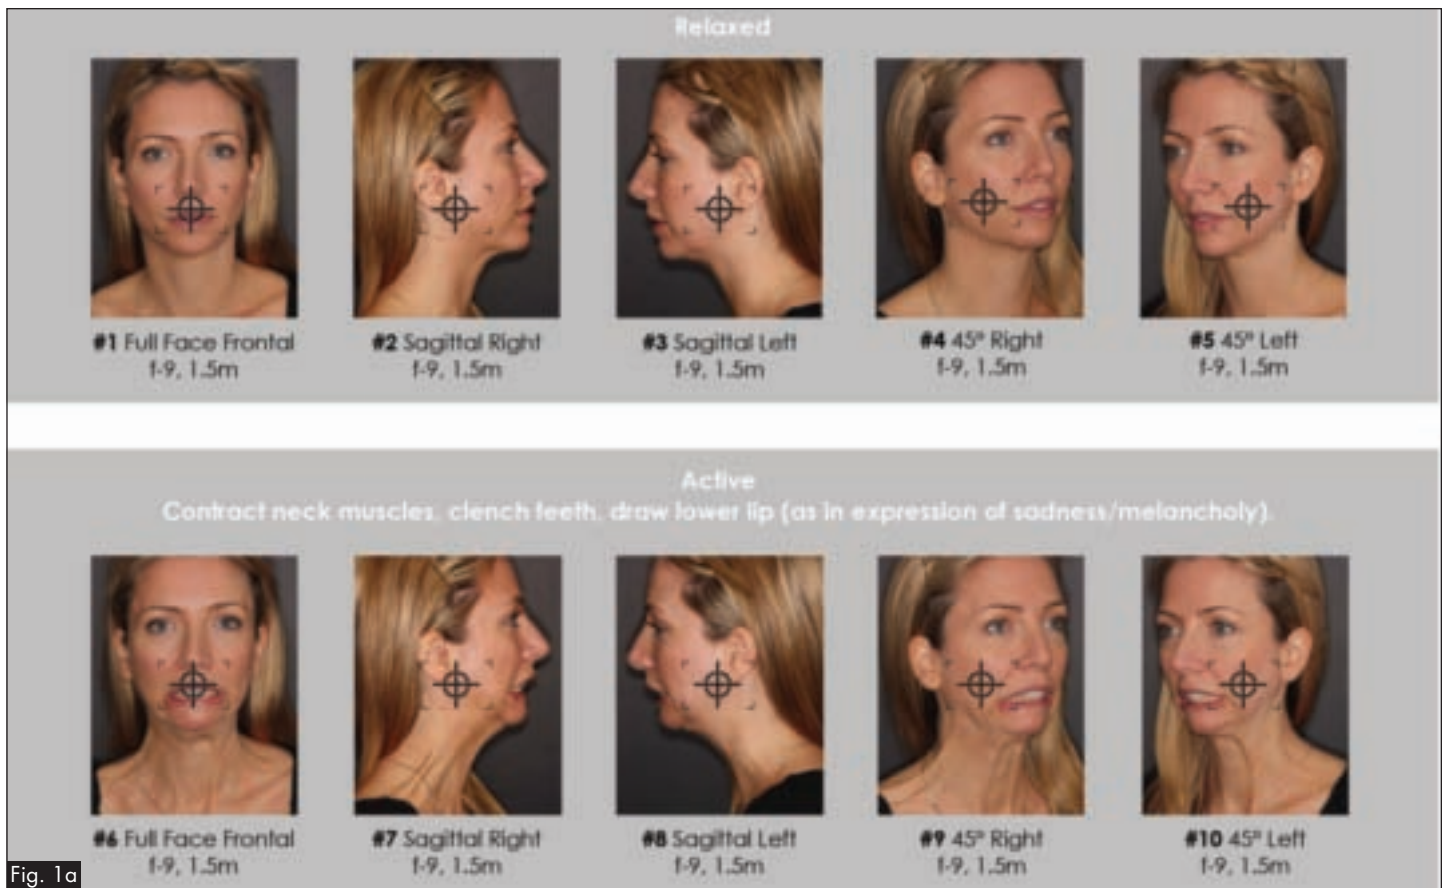 Relaxed
#1 Full Face Frontal
f-9, 1.5m
#2 Sagittal Right
f-9, 1.5m
#3 Sagittal Left
f-9, 1.5m
#4 45º Right
f-9, 1.5m
#5 45º Left
f-9, 1.5m
Active
Contract neck muscles, clench teeth, draw lower lip (as in expression of sadness/melancholy).
#6 Full Face Frontal
f-9, 1.5m
#7 Sagittal Right
f-9, 1.5m
#8 Sagittal Left
f-9, 1.5m
#9 45º Right
f-9, 1.5m
#10 45º Left
f-9, 1.5m
Fig. 1a